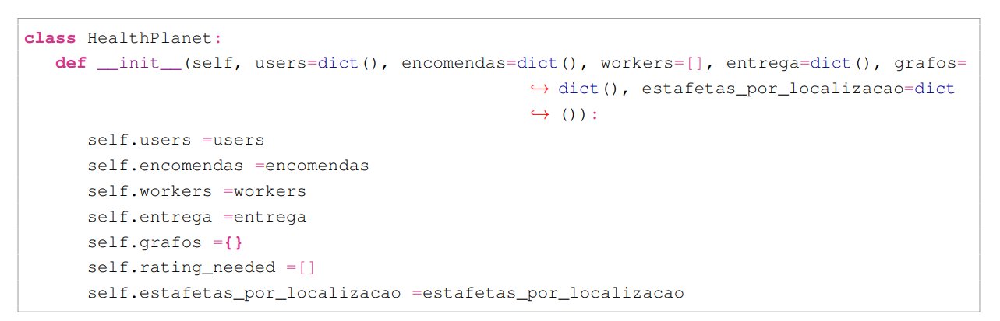 class HealthPlanet:
def __init__(self, users=dict(), encomendas=dict(), workers=[], entrega=dict(), grafos=
↪ dict(), estafetas_por_localizacao=dict
↪ ()):
self.users =users
self.encomendas =encomendas
self.workers =workers
self.entrega =entrega
self.grafos ={}
self.rating_needed =[]
self.estafetas_por_localizacao =estafetas_por_localizacao